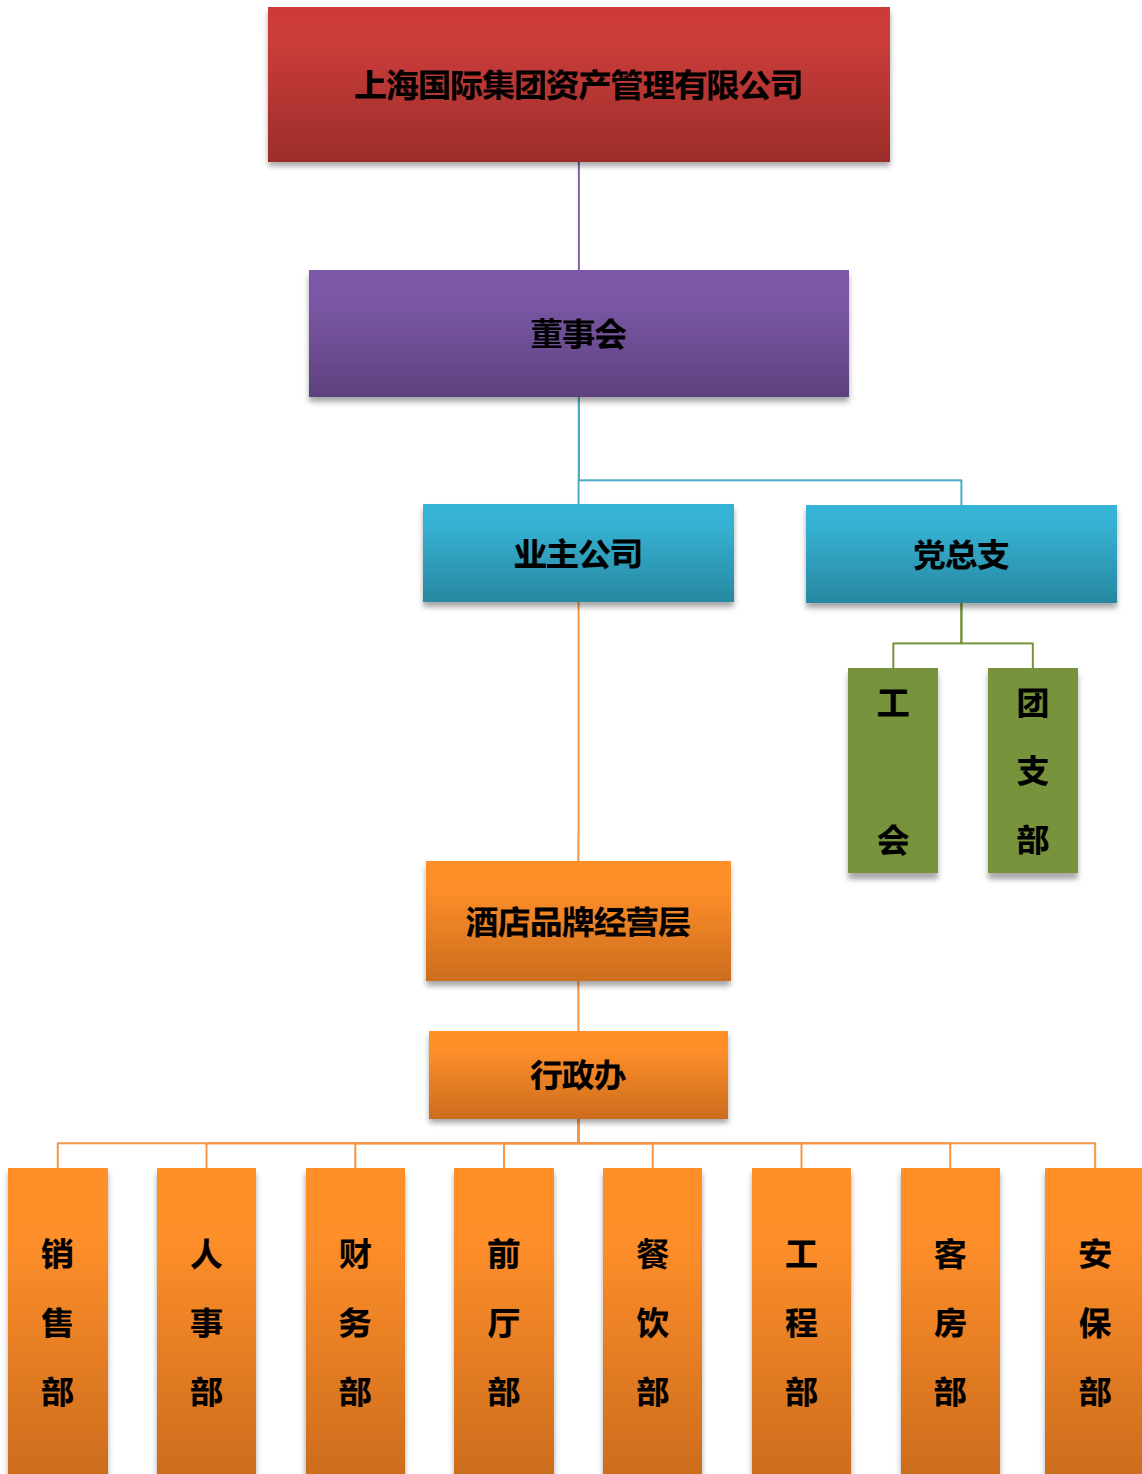 上海国际集团资产管理有限公司
董事会
业主公司
党总支
工会
团支部
酒店品牌经营层
行政办
销售部
人事部
财务部
前厅部
餐饮部
工程部
客房部
安保部